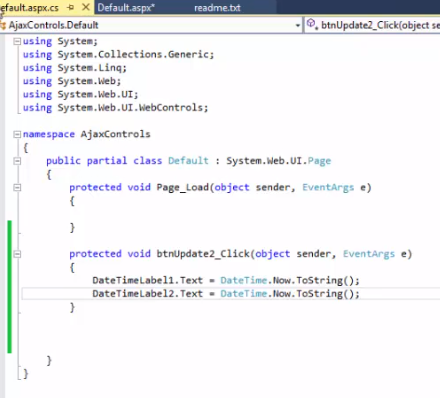 efault.aspx.cs Default.aspx* readme.txt
AjaxControls.Default btnUpdate2_Click(object se
using System;
using System.Collections.Generic;
using System.Linq;
using System.Web;
using System.Web.UI;
using System.Web.UI.WebControls;
namespace AjaxControls
{
public partial class Default : System.Web.UI.Page
{
protected void Page_Load(object sender, EventArgs e)
{
}
protected void btnUpdate2_Click(object sender, EventArgs e)
{
DateTimeLabel1.Text = DateTime.Now.ToString();
DateTimeLabel2.Text = DateTime.Now.ToString();
}
}
}